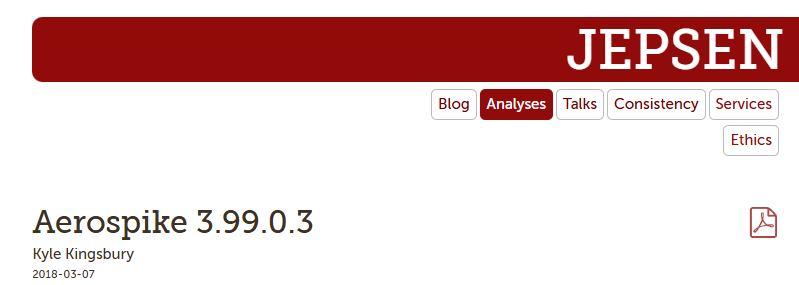 JEPSEN
Blog Analyses Talks Consistency Services
Ethics
Aerospike 3.99.0.3
Kyle Kingsbury
2018-03-07